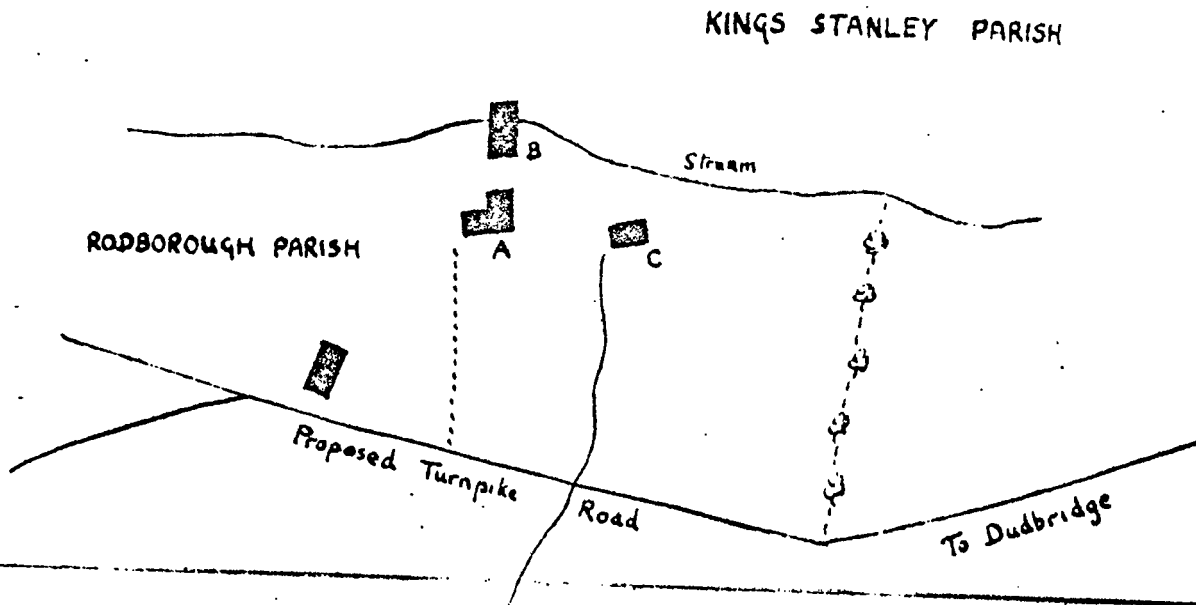 KINGS STANLEY PARISH
B
Stream
RODBOROUGH PARISH
A
C
Proposed Turnpike Road
To Dudbridge